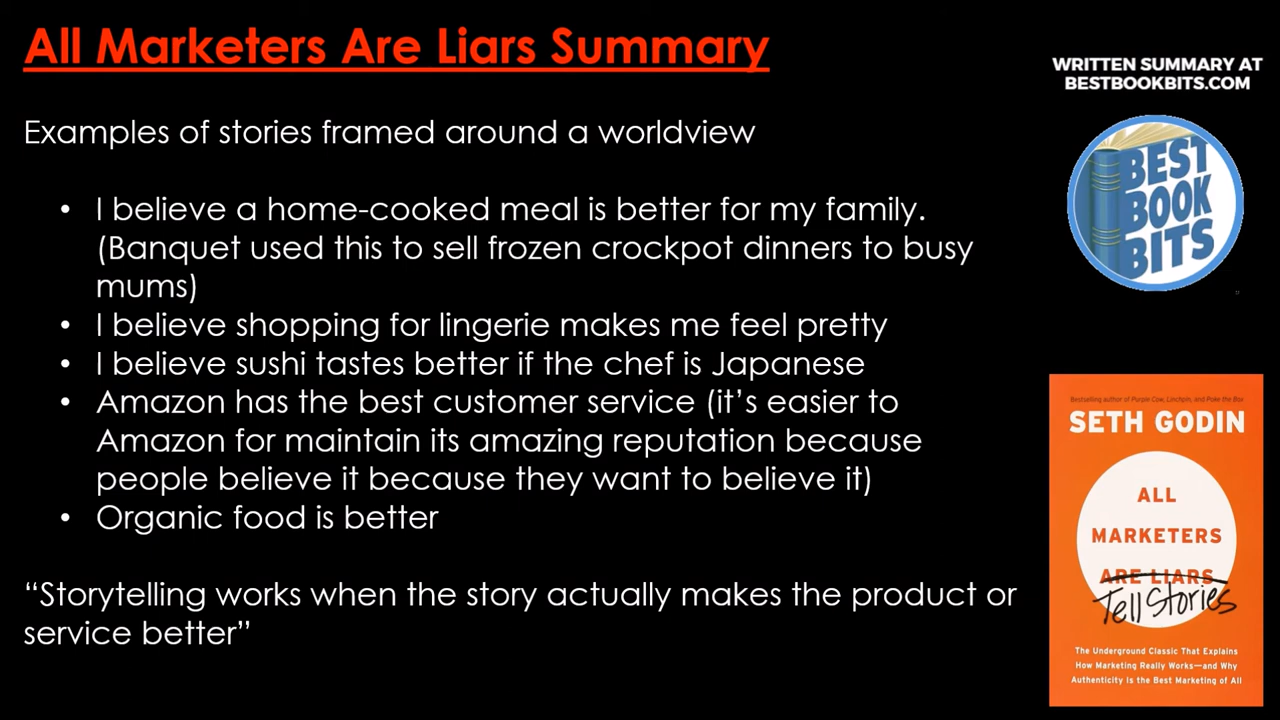 All Marketers Are Liars Summary
WRITTEN SUMMARY AT
BESTBOOKBITS.COM
Examples of stories framed around a worldview
• I believe a home-cooked meal is better for my family.
(Banquet used this to sell frozen crockpot dinners to busy
mums)
• I believe shopping for lingerie makes me feel pretty
• I believe sushi tastes better if the chef is Japanese
• Amazon has the best customer service (it’s easier to
Amazon for maintain its amazing reputation because
people believe it because they want to believe it)
• Organic food is better
“Storytelling works when the story actually makes the product or
service better”
BEST
BOOK
BITS
Bestselling author of Purple Cow, Linchpin, and Poke the Box
SETH GODIN
ALL
MARKETERS
ARE LIARS
Tell Stories
The Underground Classic That Explains
How Marketing Really Works—and Why
Authenticity Is the Best Marketing of All